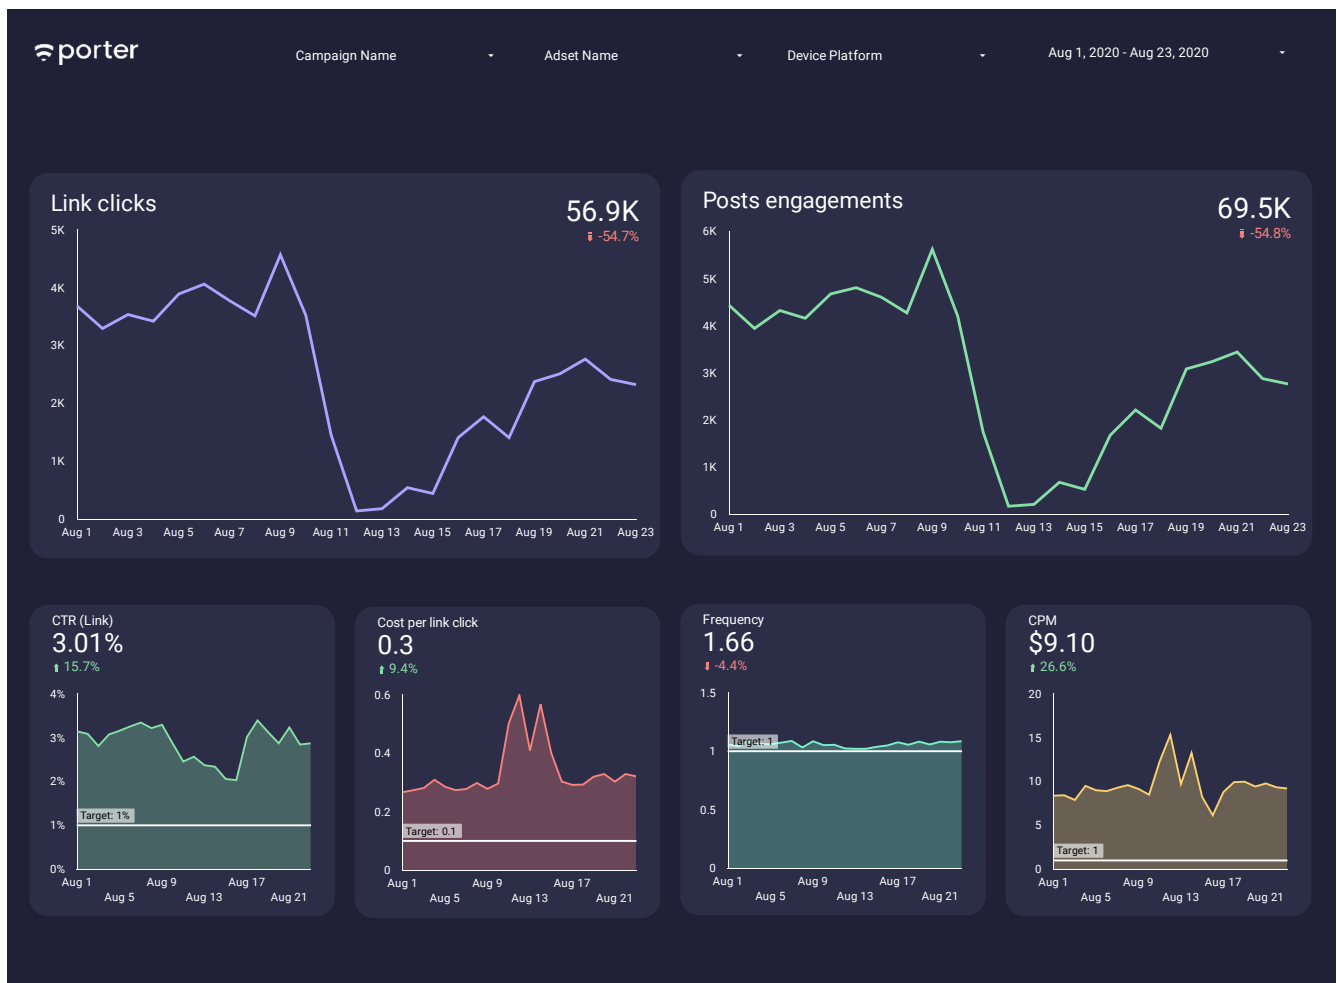 porter
Campaign Name
Adset Name
Device Platform
Aug 1, 2020 - Aug 23, 2020
Link clicks
56.9K
-54.7%
5K
4K
3K
2K
1K
0
Aug 1 Aug 3 Aug 5 Aug 7 Aug 9 Aug 11 Aug 13 Aug 15 Aug 17 Aug 19 Aug 21 Aug 23
Posts engagements
69.5K
-54.8%
6K
5K
4K
3K
2K
1K
0
Aug 1 Aug 3 Aug 5 Aug 7 Aug 9 Aug 11 Aug 13 Aug 15 Aug 17 Aug 19 Aug 21 Aug 23
CTR (Link)
3.01%
15.7%
4%
3%
2%
1%
0%
Target: 1%
Aug 1 Aug 9 Aug 17
Aug 5 Aug 13 Aug 21
Cost per link click
0.3
9.4%
0.6
0.4
0.2
0
Target: 0.1
Aug 1 Aug 9 Aug 17
Aug 5 Aug 13 Aug 21
Frequency
1.66
-4.4%
1.5
1
0.5
0
Target: 1
Aug 1 Aug 9 Aug 17
Aug 5 Aug 13 Aug 21
CPM
$9.10
26.6%
20
15
10
5
0
Target: 1
Aug 1 Aug 9 Aug 17
Aug 5 Aug 13 Aug 21